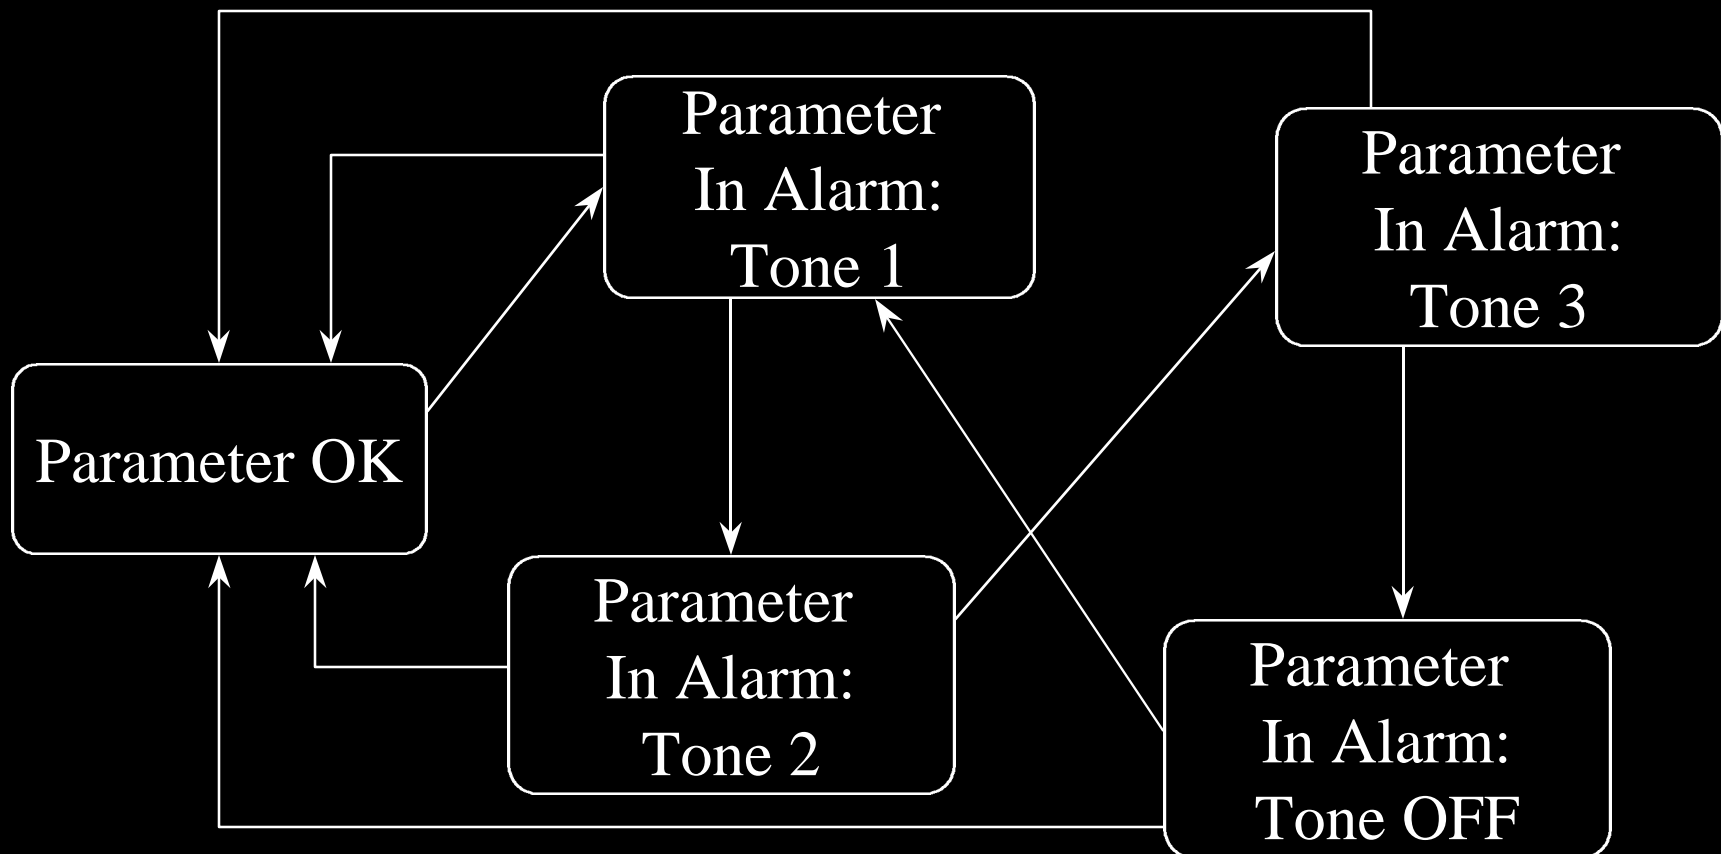 Parameter
In Alarm:
Tone 1
Parameter
In Alarm:
Tone 3
Parameter OK
Parameter
In Alarm:
Tone 2
Parameter
In Alarm:
Tone OFF